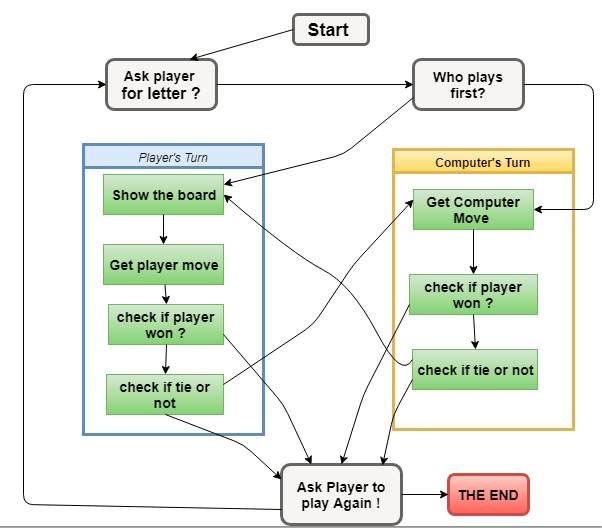 Start
Ask player
for letter ?
Who plays
first?
Player's Turn
Show the board
Get player move
check if player
won ?
check if tie or
not
Computer's Turn
Get Computer
Move
check if player
won ?
check if tie or not
Ask Player to
play Again !
THE END